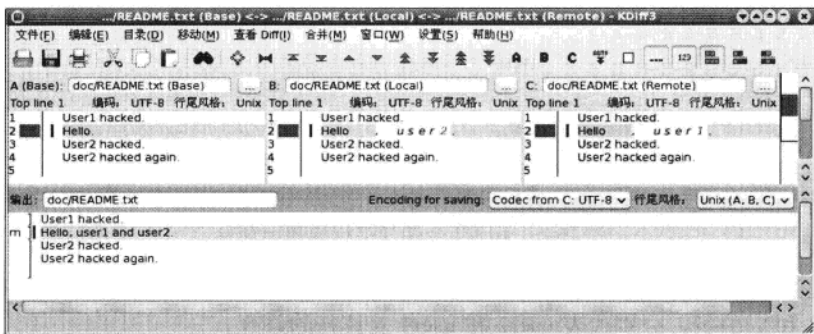 .../README.txt (Base) <-> .../README.txt (Local) <-> .../README.txt (Remote) - KDiff3
文件(F) 编辑(E) 目录(D) 移动(M) 查看 Diff(I) 合并(M) 窗口(W) 设置(S) 帮助(H)
A B C 123
A (Base): doc/README.txt (Base) ... B: doc/README.txt (Local) ... C: doc/README.txt (Remote) ...
Top line 1 编码: UTF-8 行尾风格: Unix Top line 1 编码: UTF-8 行尾风格: Unix Top line 1 编码: UTF-8 行尾风格: Unix
1 User1 hacked. 1 User1 hacked. 1 User1 hacked.
2 Hello. 2 Hello , user2. 2 Hello , user1.
3 User2 hacked. 3 User2 hacked. 3 User2 hacked.
4 User2 hacked again. 4 User2 hacked again. 4 User2 hacked again.
5 5 5
输出: doc/README.txt Encoding for saving: Codec from C: UTF-8 行尾风格: Unix (A, B, C)
User1 hacked.
m Hello, user1 and user2.
User2 hacked.
User2 hacked again.